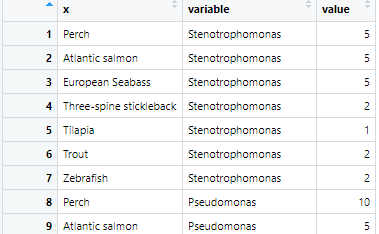 x variable value
1 Perch Stenotrophomonas 5
2 Atlantic salmon Stenotrophomonas 5
3 European Seabass Stenotrophomonas 5
4 Three-spine stickleback Stenotrophomonas 2
5 Tilapia Stenotrophomonas 1
6 Trout Stenotrophomonas 2
7 Zebrafish Stenotrophomonas 2
8 Perch Pseudomonas 10
9 Atlantic salmon Pseudomonas 5